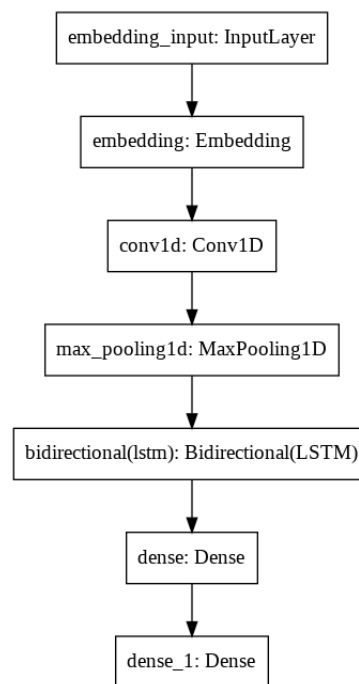 embedding_input: InputLayer
embedding: Embedding
conv1d: Conv1D
max_pooling1d: MaxPooling1D
bidirectional(lstm): Bidirectional(LSTM)
dense: Dense
dense_1: Dense